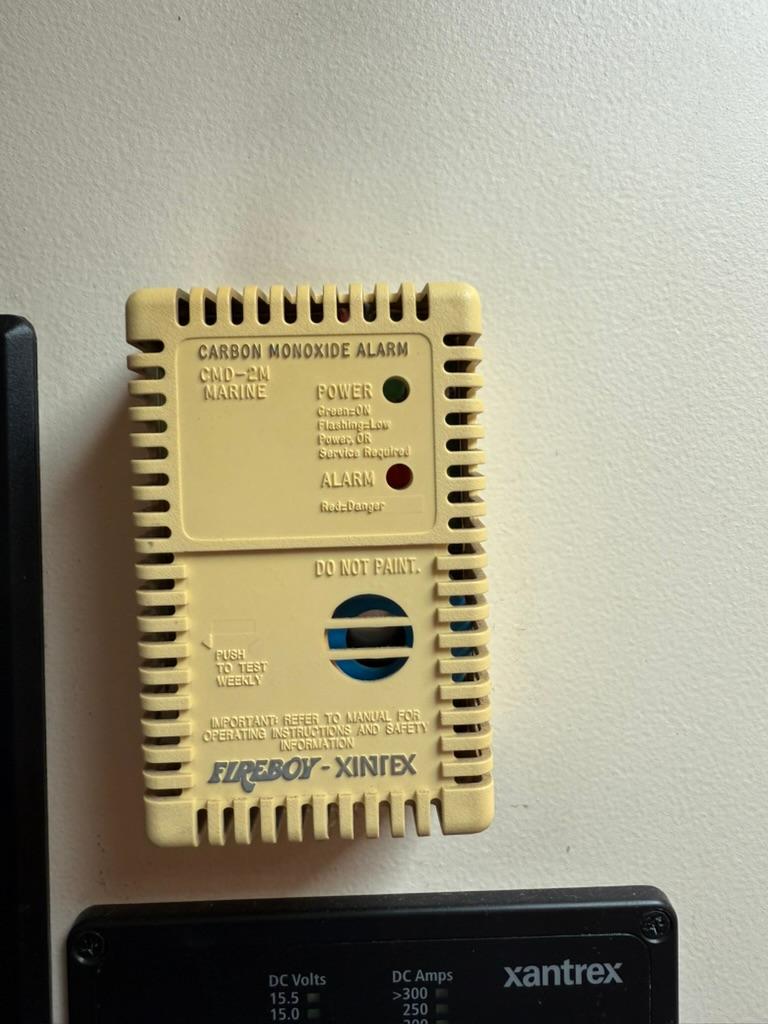 CARBON MONOXIDE ALARM
CMD-2M
MARINE
POWER
Green=ON
Flashing=Low
Power, OR
Service Required
ALARM
Red=Danger
DO NOT PAINT.
PUSH
TO TEST
WEEKLY
IMPORTANT: REFER TO MANUAL FOR
OPERATING INSTRUCTIONS AND SAFETY
INFORMATION
FIREBOY - XINTEX
xantrex
DC Volts
15.5
15.0
DC Amps
>300
250